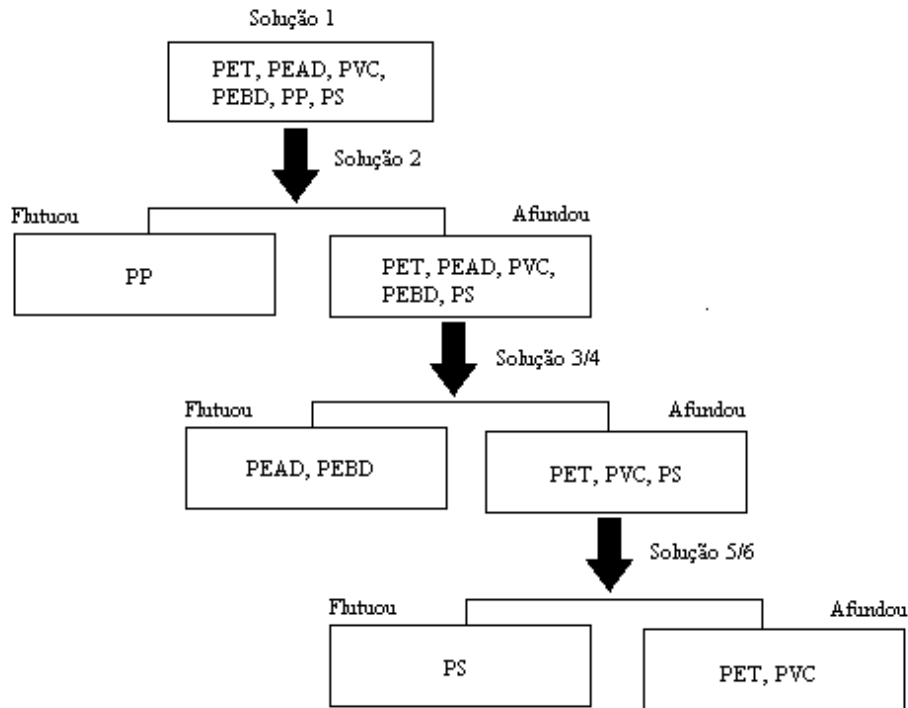 Solução 1
PET, PEAD, PVC,
PEBD, PP, PS
Solução 2
Flutuou
Afundou
PP
PET, PEAD, PVC,
PEBD, PS
Solução 3/4
Flutuou
Afundou
PEAD, PEBD
PET, PVC, PS
Solução 5/6
Flutuou
Afundou
PS
PET, PVC